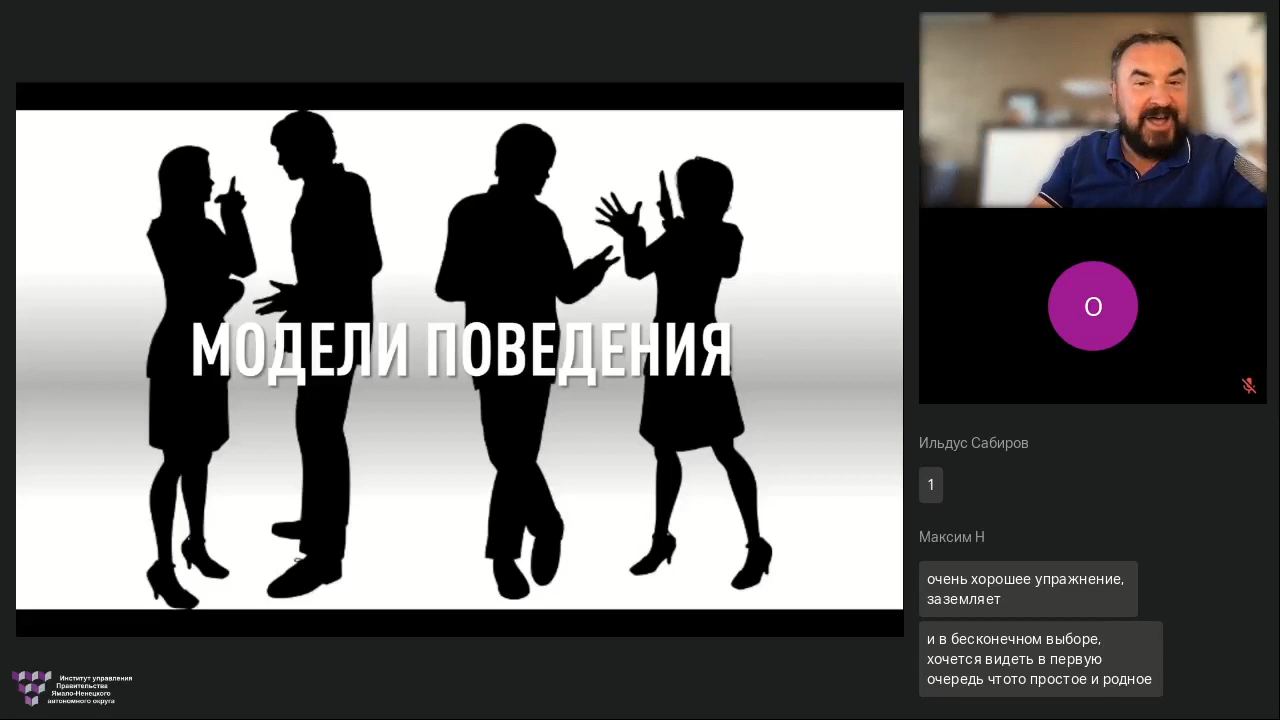 МОДЕЛИ ПОВЕДЕНИЯ
О
Ильдус Сабиров
1
Максим Н
очень хорошее упражнение,
заземляет
и в бесконечном выборе,
хочется видеть в первую
очередь чтото простое и родное
Институт управления
Правительства
Ямало-Ненецкого
автономного округа